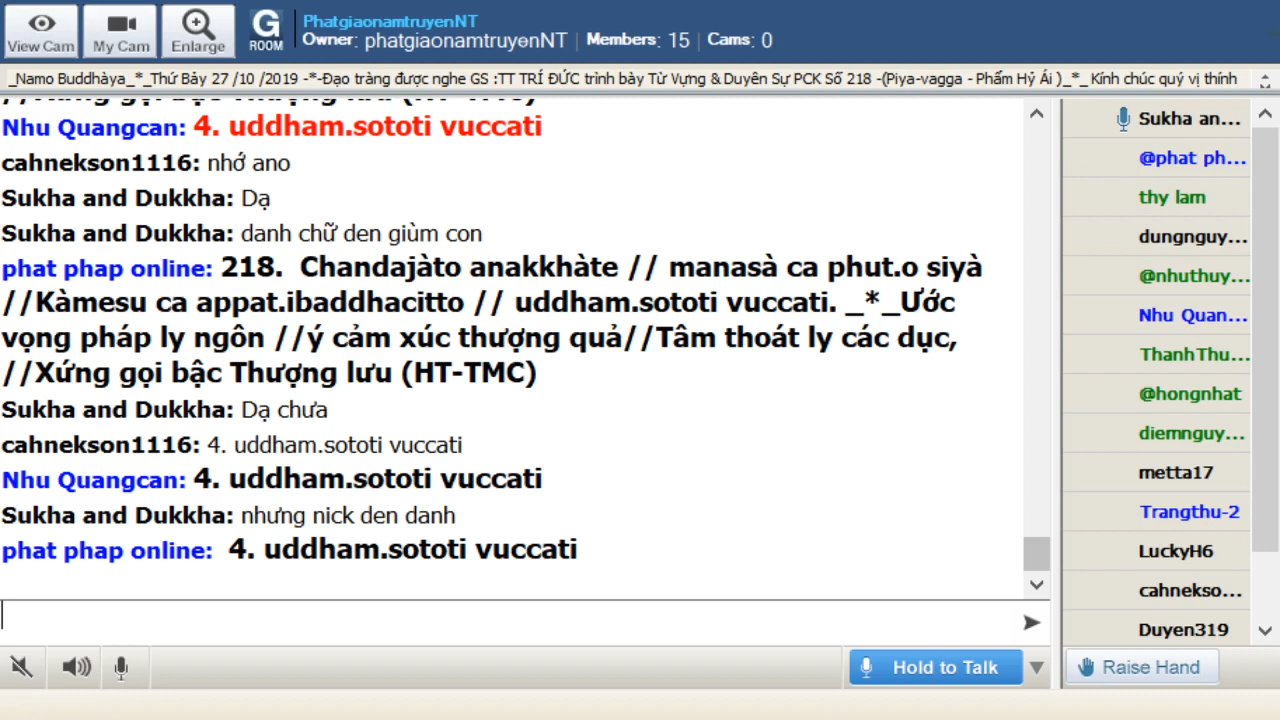 View Cam
My Cam
Enlarge
G
ROOM
PhatgiaonamtruyenNT
Owner: phatgiaonamtruyenNT | Members: 15 | Cams: 0
_Namo Buddhàya_*_Thứ Bảy 27 /10 /2019 -*-Đạo tràng được nghe GS :TT TRÍ ĐỨC trình bày Từ Vựng & Duyên Sự PCK Số 218 -(Piya-vagga - Phẩm Hỷ Ái )_*_Kính chúc quý vị thính
Nhu Quangcan: 4. uddham.sototi vuccati
cahnekson1116: nhớ ano
Sukha and Dukkha: Dạ
Sukha and Dukkha: danh chữ den giùm con
phat phap online: 218. Chandajàto anakkhàte // manasà ca phut.o siyà
//Kàmesu ca appat.ibaddhacitto // uddham.sototi vuccati. _*_Ước
vọng pháp ly ngôn //ý cảm xúc thượng quả//Tâm thoát ly các dục,
//Xứng gọi bậc Thượng lưu (HT-TMC)
Sukha and Dukkha: Dạ chưa
cahnekson1116: 4. uddham.sototi vuccati
Nhu Quangcan: 4. uddham.sototi vuccati
Sukha and Dukkha: nhưng nick den danh
phat phap online: 4. uddham.sototi vuccati
Sukha an...
@phat ph...
thy lam
dungnguy...
@nhuthuy...
Nhu Quan...
ThanhThu...
@hongnhat
diemnguy...
metta17
Trangthu-2
LuckyH6
cahnekso...
Duyen319
Hold to Talk
Raise Hand